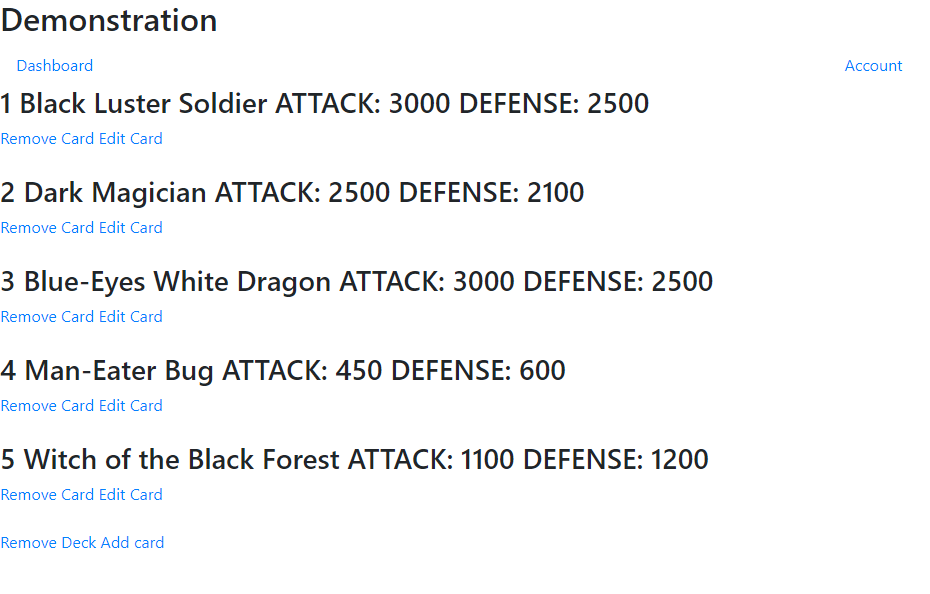 Demonstration
Dashboard Account
1 Black Luster Soldier ATTACK: 3000 DEFENSE: 2500
Remove Card Edit Card
2 Dark Magician ATTACK: 2500 DEFENSE: 2100
Remove Card Edit Card
3 Blue-Eyes White Dragon ATTACK: 3000 DEFENSE: 2500
Remove Card Edit Card
4 Man-Eater Bug ATTACK: 450 DEFENSE: 600
Remove Card Edit Card
5 Witch of the Black Forest ATTACK: 1100 DEFENSE: 1200
Remove Card Edit Card
Remove Deck Add card